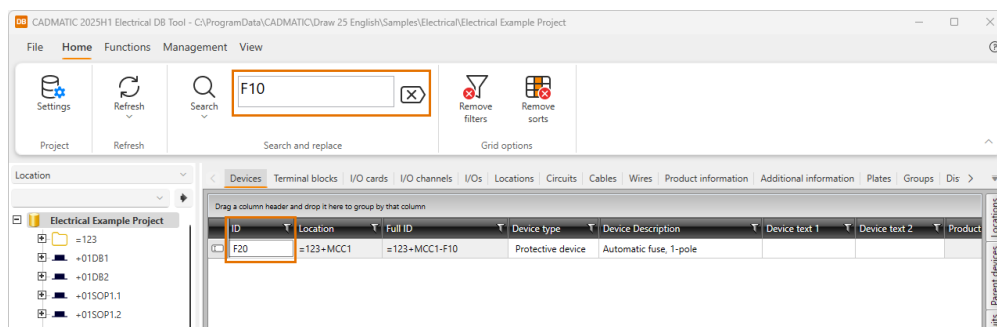 DB CADMATIC 2025H1 Electrical DB Tool - C:\ProgramData\CADMATIC\Draw 25 English\Samples\Electrical\Electrical Example Project
File Home Functions Management View
F10
Settings Refresh Search Remove filters Remove sorts
Project Refresh Search and replace Grid options
Location
Devices Terminal blocks I/O cards I/O channels I/Os Locations Circuits Cables Wires Product information Additional information Plates Groups Dis
Drag a column header and drop it here to group by that column
Electrical Example Project
ID Location Full ID Device type Device Description Device text 1 Device text 2 Product
=123
F20 =123+MCC1 =123+MCC1-F10 Protective device Automatic fuse, 1-pole
+01DB1
+01DB2
+01SOP1.1
+01SOP1.2
Locations
Parent devices